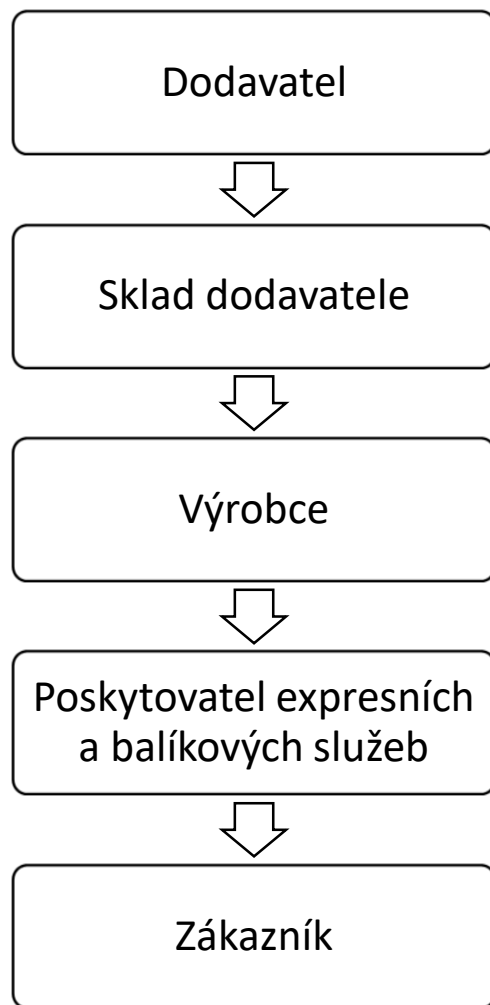 Dodavatel
Sklad dodavatele
Výrobce
Poskytovatel expresních
a balíkových služeb
Zákazník